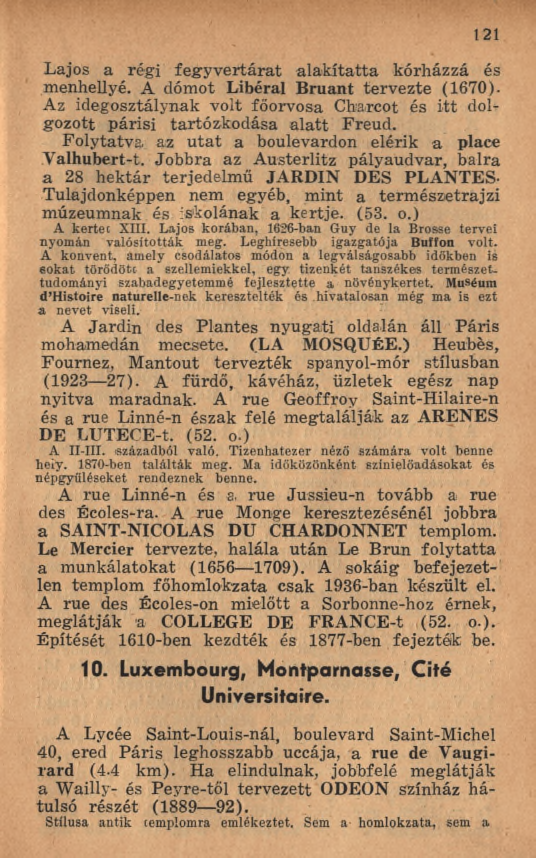 121
Lajos a régi fegyvertárat alakítatta kórházzá és
menhellyé. A dómot Libéral Bruant tervezte (1670).
Az idegosztálynak volt főorvosa Charcot és itt dol-
gozott párisi tartózkodása alatt Freud.
Folytatva az utat a boulevardon elérik a place
Valhubert-t. Jobbra az Austerlitz pályaudvar, balra
a 28 hektár terjedelmű JARDIN DES PLANTES.
Tulajdonképpen nem egyéb, mint a természetrajzi
múzeumnak és iskolának a kertje. (53. o.)
A kertet XIII. Lajos korában, 1626-ban Guy de la Brosse tervei
nyomán valósították meg. Leghíresebb igazgatója Buffon volt.
A konvent, amely csodálatos módon a legválságosabb időkben is
sokat törődött a szellemiekkel, egy tizenkét tanszékes természet-
tudományi szabadegyetemmé fejlesztette a növénykertet. Muséum
d'Histoire naturelle-nek keresztelték és hivatalosan még ma is ezt
a nevet viseli.
A Jardin des Plantes nyugati oldalán áll Páris
mohamedán mecsete. (LA MOSQUÉE.) Heubès,
Fournez, Mantout tervezték spanyol-mór stílusban
(1923—27). A fürdő, kávéház, üzletek egész nap
nyitva maradnak. A rue Geoffroy Saint-Hilaire-n
és a rue Linné-n észak felé megtalálják az ARENES
DE LUTECE-t. (52. o.)
A II-III. századból való. Tizenhatezer néző számára volt benne
hely. 1870-ben találták meg. Ma időközönként színielőadásokat és
népgyűléseket rendeznek benne.
A rue Linné-n és a rue Jussieu-n tovább a rue
des Écoles-ra. A rue Monge keresztezésénél jobbra
a SAINT-NICOLAS DU CHARDONNET templom.
Le Mercier tervezte, halála után Le Brun folytatta
a munkálatokat (1656—1709). A sokáig befejezet-
len templom főhomlokzata csak 1936-ban készült el.
A rue des Écoles-on mielőtt a Sorbonne-hoz érnek,
meglátják a COLLEGE DE FRANCE-t (52. o.).
Építését 1610-ben kezdték és 1877-ben fejezték be.
10. Luxembourg, Montparnasse, Cité
Universitaire.
A Lycée Saint-Louis-nál, boulevard Saint-Michel
40, ered Páris leghosszabb uccája, a rue de Vaugi-
rard (4.4 km). Ha elindulnak, jobbfelé meglátják
a Wailly- és Peyre-től tervezett ODEON színház há-
tulsó részét (1889—92).
Stílusa antik templomra emlékeztet. Sem a homlokzata, sem a